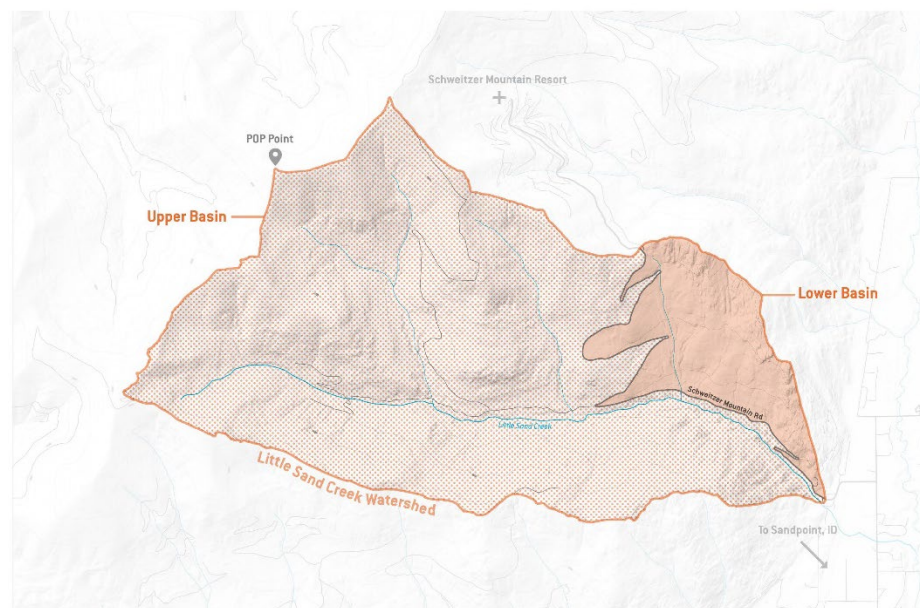 Schweitzer Mountain Resort
POP Point
Upper Basin
Lower Basin
Schweitzer Mountain Rd
Little Sand Creek
Little Sand Creek Watershed
To Sandpoint, ID